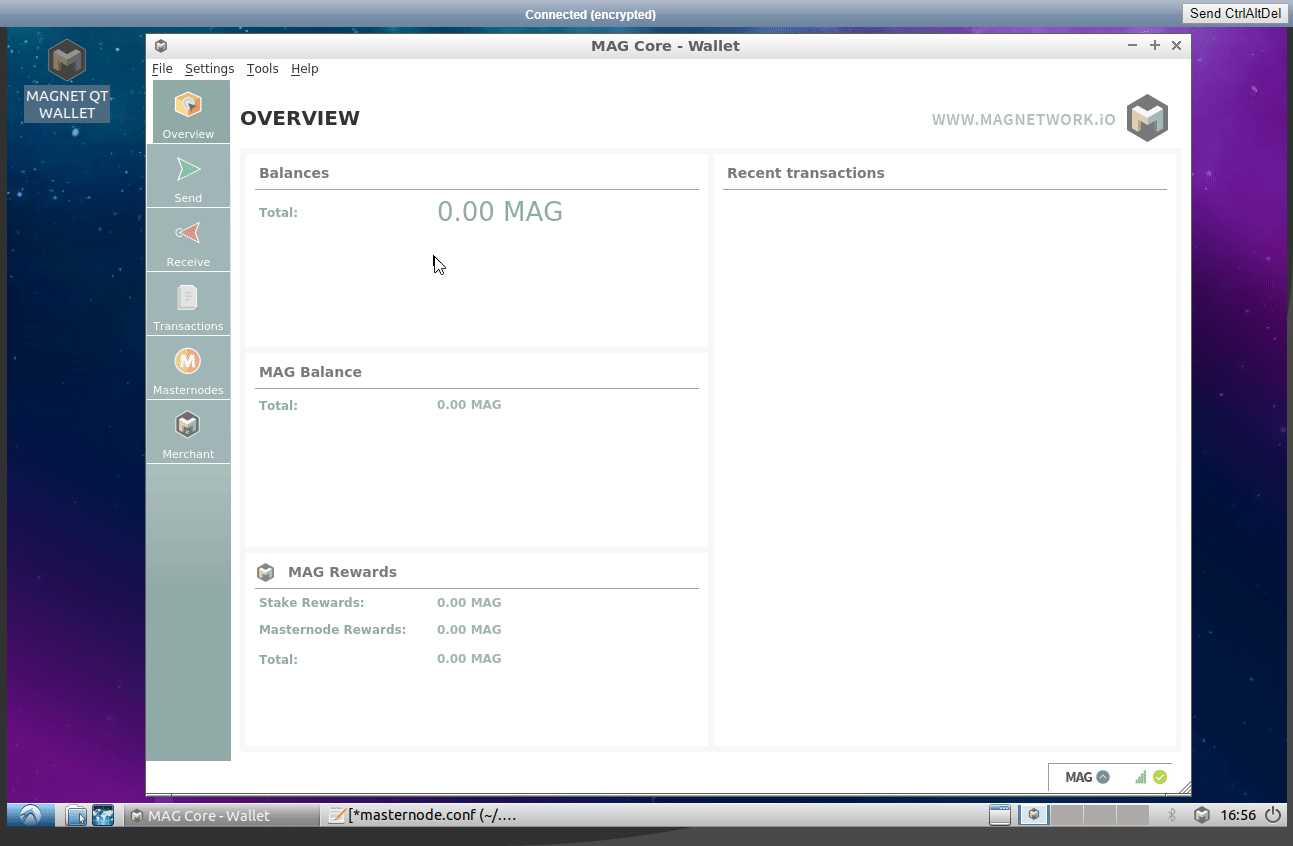 Connected (encrypted)
Send CtrlAltDel
MAGNET QT
WALLET
MAG Core - Wallet
File Settings Tools Help
Overview
Send
Receive
Transactions
Masternodes
Merchant
OVERVIEW
WWW.MAGNETWORK.iO
Balances
Total: 0.00 MAG
Recent transactions
MAG Balance
Total: 0.00 MAG
MAG Rewards
Stake Rewards: 0.00 MAG
Masternode Rewards: 0.00 MAG
Total: 0.00 MAG
MAG
MAG Core - Wallet
[*masternode.conf (~/....
16:56